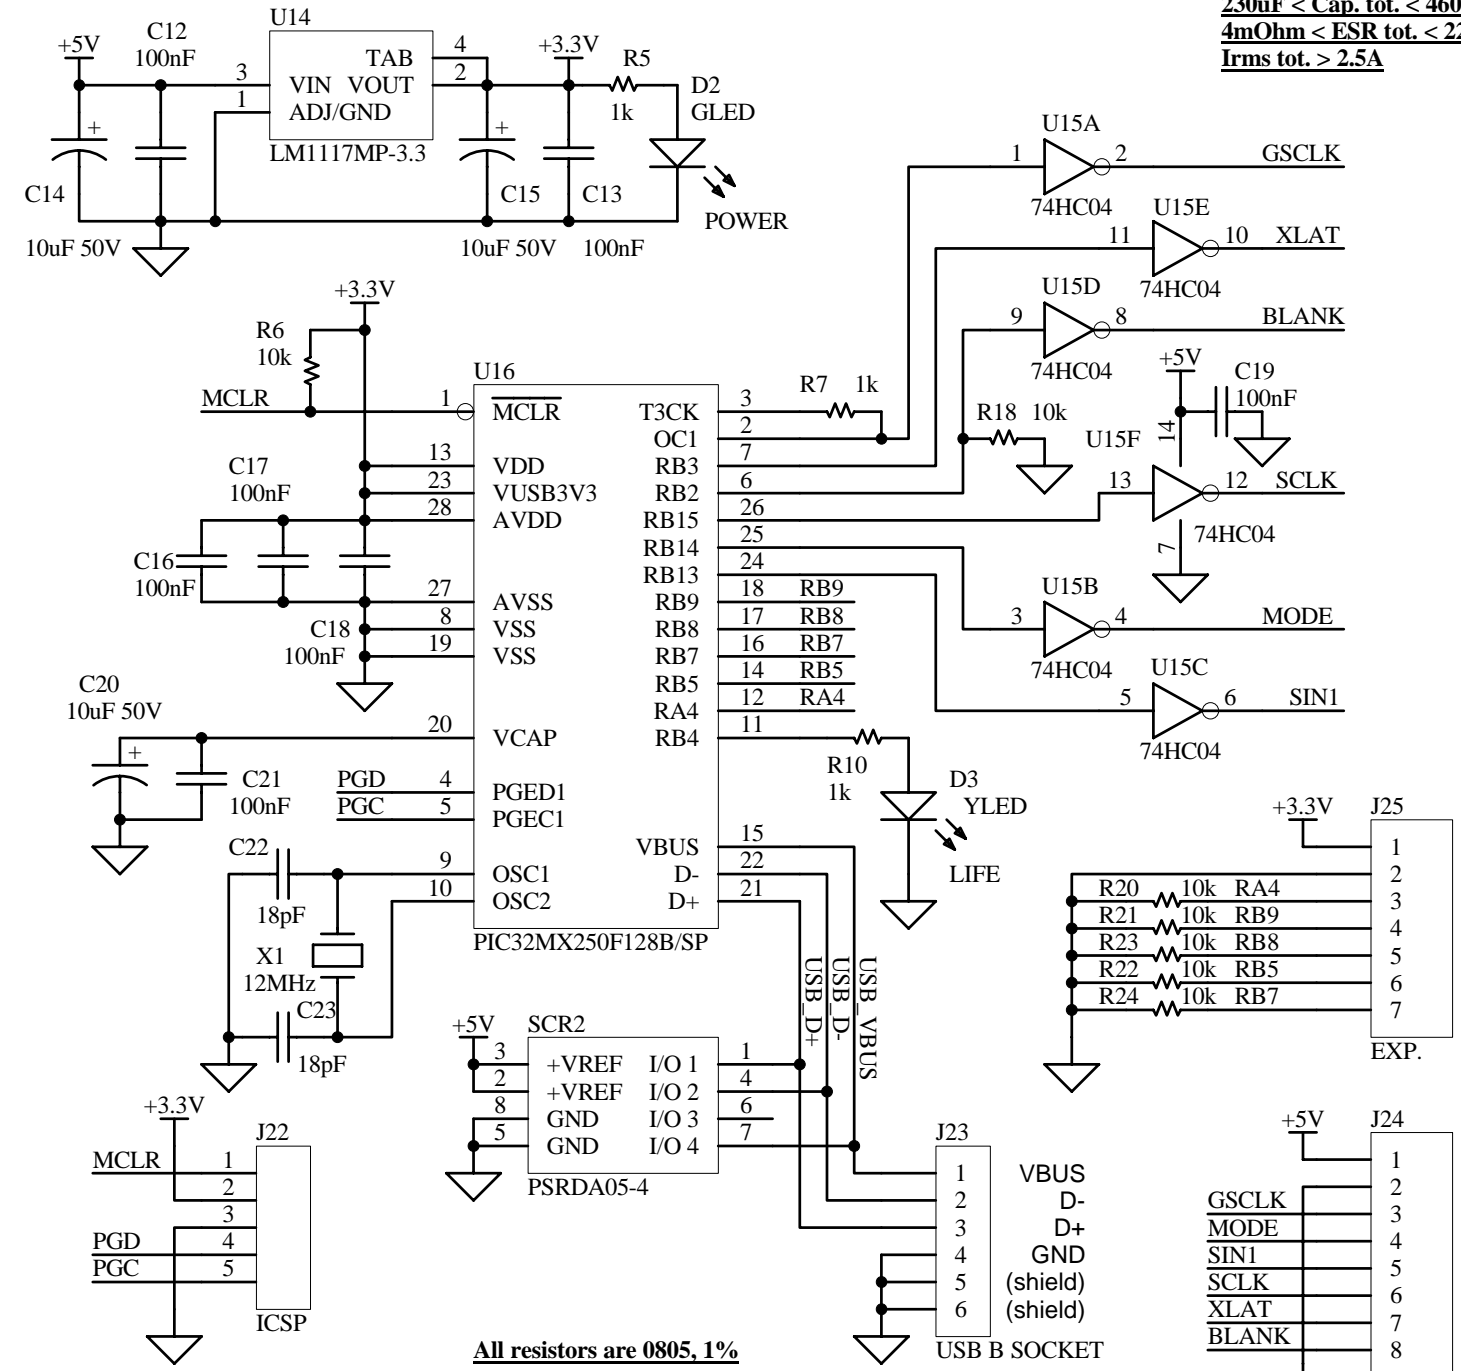 230uF < Cap. tot. < 460
4mOhm < ESR tot. < 22
Irms tot. > 2.5A
U14
+5V
C12
100nF
3
1
VIN
ADJ/GND
TAB
VOUT
4
2
LM1117MP-3.3
+3.3V
R5
1k
D2
GLED
POWER
+
C14
10uF 50V
+
C15
10uF 50V
C13
100nF
U15A
1
2
GSCLK
74HC04
U15E
11
10
XLAT
74HC04
U15D
9
8
BLANK
74HC04
+5V
C19
100nF
R18 10k
U15F
14
13
12
SCLK
7
74HC04
U15B
3
4
MODE
74HC04
U15C
5
6
SIN1
74HC04
+3.3V
R6
10k
MCLR
U16
1
MCLR
13
VDD
23
VUSB3V3
28
AVDD
27
AVSS
8
VSS
19
VSS
20
VCAP
4
PGED1
5
PGEC1
9
OSC1
10
OSC2
T3CK
3
OC1
2
RB3
7
RB2
6
RB15
26
RB14
25
RB13
24
RB9
18
RB9
RB8
17
RB8
RB7
16
RB7
RB5
14
RB5
RA4
12
RA4
RB4
11
VBUS
15
D-
22
D+
21
PIC32MX250F128B/SP
R7 1k
C17
100nF
C16
100nF
C18
100nF
C20
10uF 50V
+
C21
100nF
PGD
PGC
C22
18pF
X1
12MHz
C23
18pF
R10
1k
D3
YLED
LIFE
USB_D+
USB_D-
USB_VBUS
+5V
SCR2
3
+VREF
I/O 1
1
2
+VREF
I/O 2
4
8
GND
I/O 3
6
5
GND
I/O 4
7
PSRDA05-4
+3.3V
J25
1
2
R20 10k RA4 3
R21 10k RB9 4
R23 10k RB8 5
R22 10k RB5 6
R24 10k RB7 7
EXP.
+3.3V
J22
MCLR
1
2
3
PGD
4
PGC
5
ICSP
J23
1 VBUS
2 D-
3 D+
4 GND
5 (shield)
6 (shield)
USB B SOCKET
+5V
J24
1
2
GSCLK 3
MODE 4
SIN1 5
SCLK 6
XLAT 7
BLANK 8
All resistors are 0805, 1%